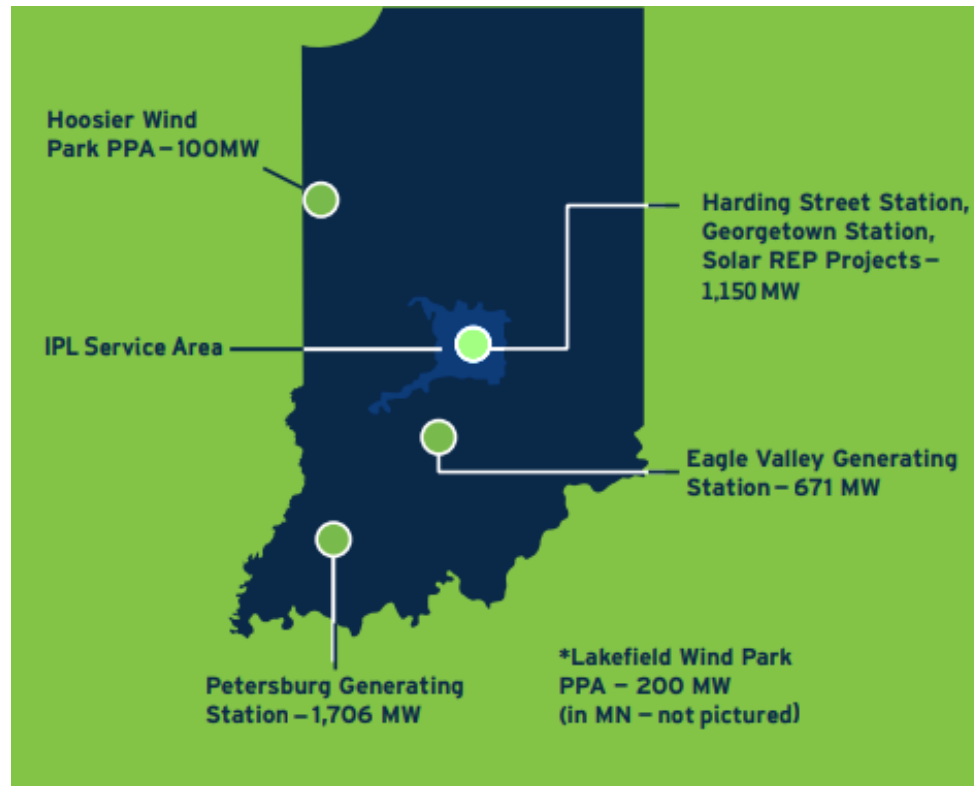 Hoosier Wind
Park PPA – 100MW
Harding Street Station,
Georgetown Station,
Solar REP Projects –
1,150 MW
IPL Service Area
Eagle Valley Generating
Station – 671 MW
Petersburg Generating
Station – 1,706 MW
*Lakefield Wind Park
PPA – 200 MW
(in MN – not pictured)